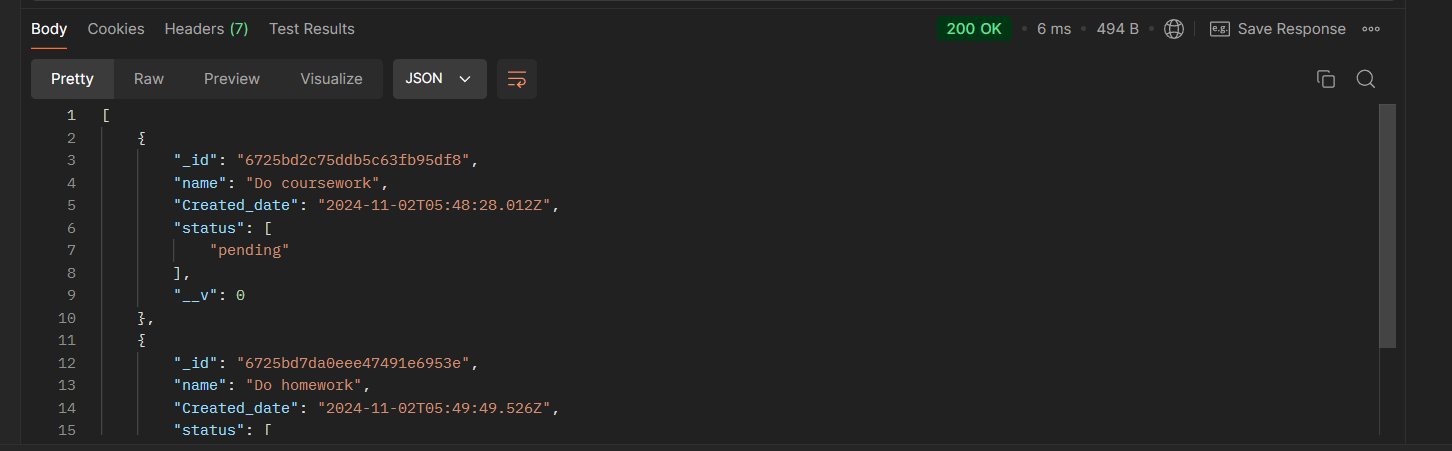 Body Cookies Headers (7) Test Results 200 OK • 6 ms • 494 B • e.g. Save Response
Pretty Raw Preview Visualize JSON
1 [
2 {
3 "_id": "6725bd2c75ddb5c63fb95df8",
4 "name": "Do coursework",
5 "Created_date": "2024-11-02T05:48:28.012Z",
6 "status": [
7 "pending"
8 ],
9 "__v": 0
10 },
11 {
12 "_id": "6725bd7da0eee47491e6953e",
13 "name": "Do homework",
14 "Created_date": "2024-11-02T05:49:49.526Z",
15 "status": [